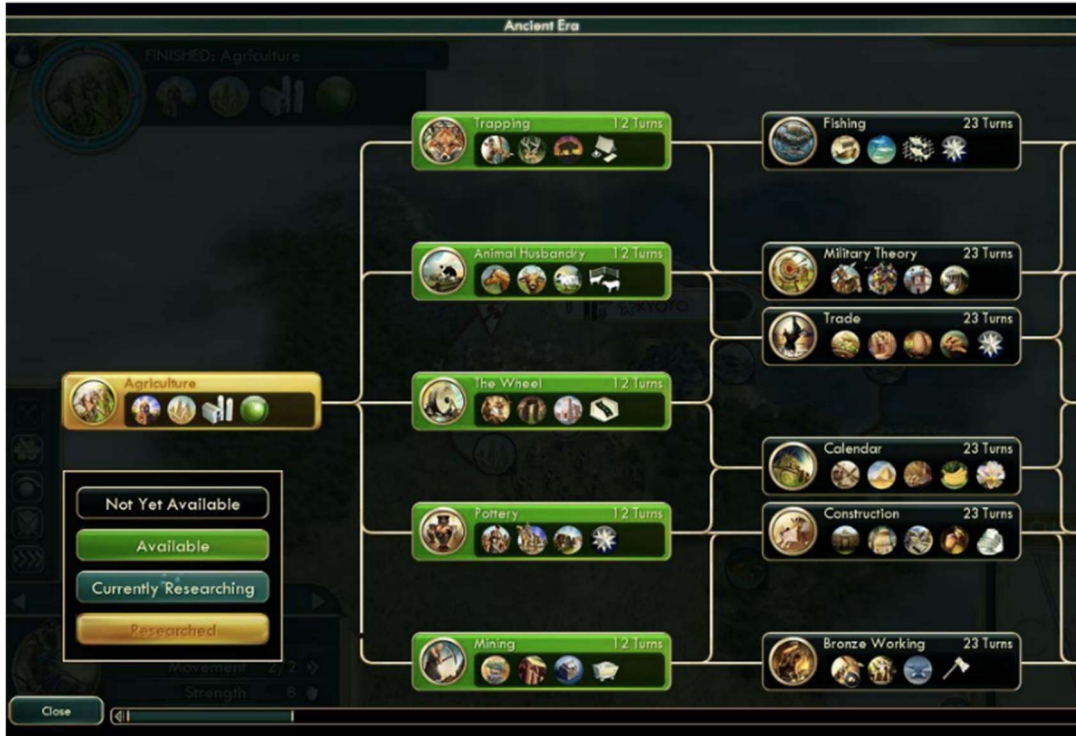 Ancient Era
FINISHED: Agriculture
Trapping 12 Turns
Fishing 23 Turns
Animal Husbandry 12 Turns
Military Theory 23 Turns
Trade 23 Turns
Agriculture
The Wheel 12 Turns
Calendar 23 Turns
Pottery 12 Turns
Construction 23 Turns
Mining 12 Turns
Bronze Working 23 Turns
Not Yet Available
Available
Currently Researching
Researched
Movement 2/2
Strength 8
Close